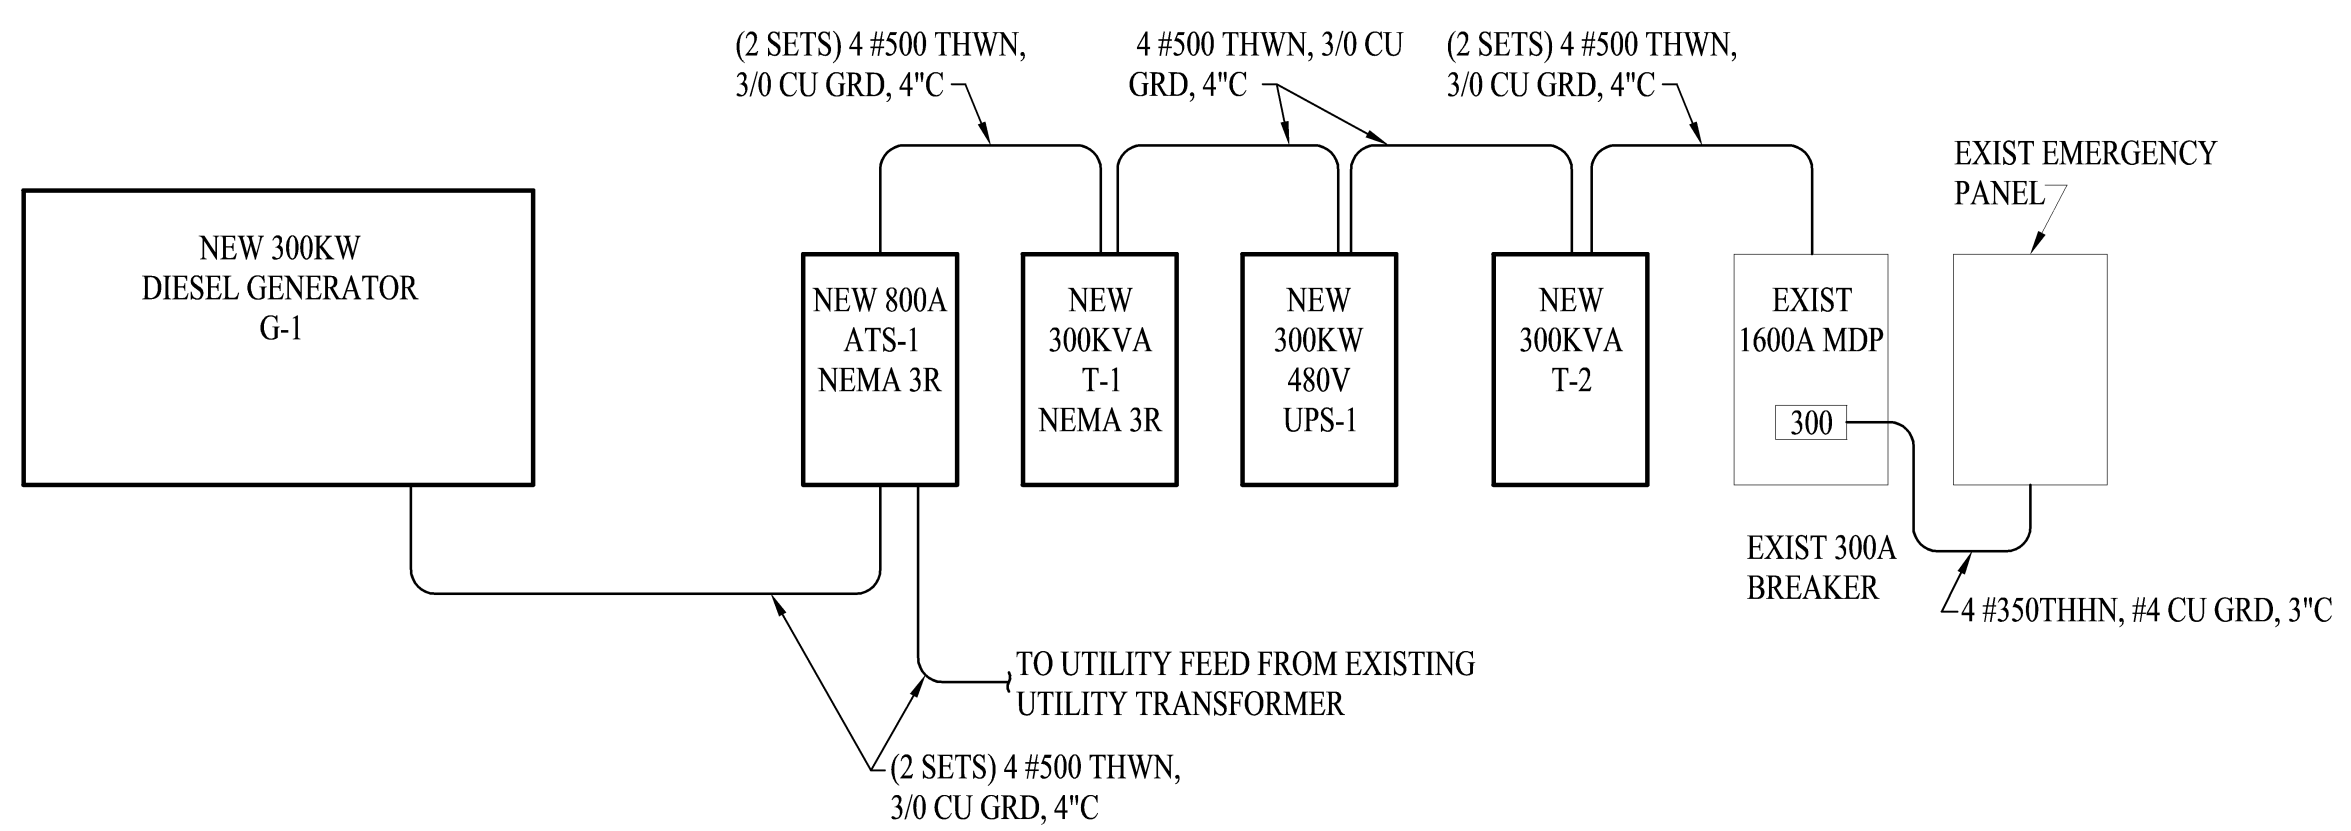 (2 SETS) 4 #500 THWN,
3/0 CU GRD, 4"C
4 #500 THWN, 3/0 CU
GRD, 4"C
(2 SETS) 4 #500 THWN,
3/0 CU GRD, 4"C
EXIST EMERGENCY
PANEL
NEW 300KW
DIESEL GENERATOR
G-1
NEW 800A
ATS-1
NEMA 3R
NEW
300KVA
T-1
NEMA 3R
NEW
300KW
480V
UPS-1
NEW
300KVA
T-2
EXIST
1600A MDP
300
EXIST 300A
BREAKER
4 #350THHN, #4 CU GRD, 3"C
TO UTILITY FEED FROM EXISTING
UTILITY TRANSFORMER
(2 SETS) 4 #500 THWN,
3/0 CU GRD, 4"C